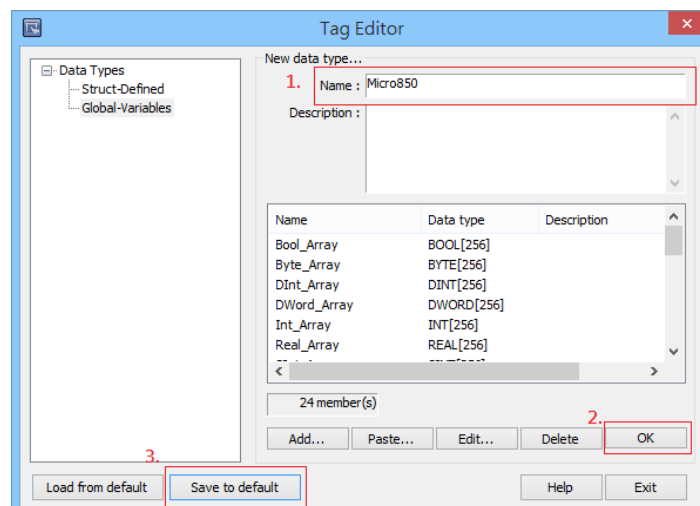 Tag Editor
Data Types
Struct-Defined
Global-Variables
New data type...
1. Name : Micro850
Description :
Name Data type Description
Bool_Array BOOL[256]
Byte_Array BYTE[256]
DInt_Array DINT[256]
DWord_Array DWORD[256]
Int_Array INT[256]
Real_Array REAL[256]
24 member(s)
2.
Add... Paste... Edit... Delete OK
3.
Load from default Save to default Help Exit